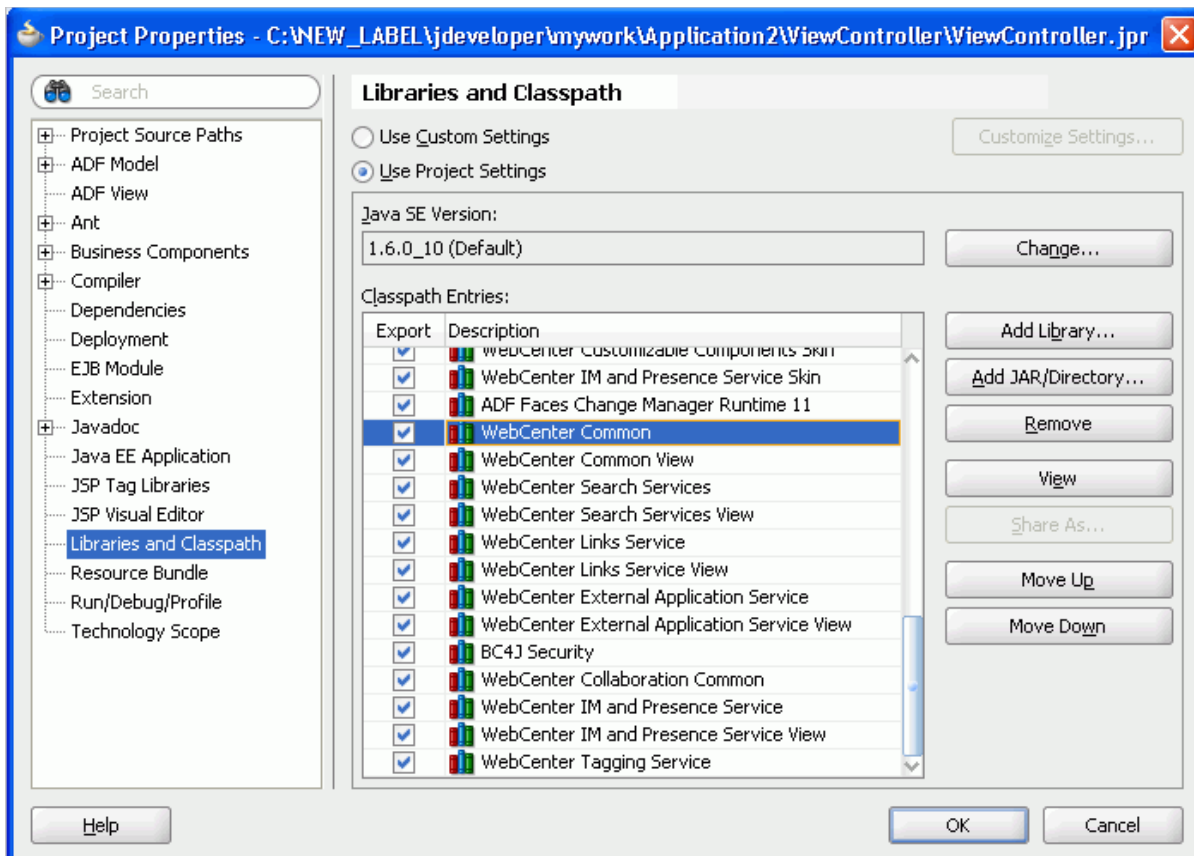 Project Properties - C:\NEW_LABEL\jdeveloper\mywork\Application2\ViewController\ViewController.jpr
Search
Project Source Paths
ADF Model
ADF View
Ant
Business Components
Compiler
Dependencies
Deployment
EJB Module
Extension
Javadoc
Java EE Application
JSP Tag Libraries
JSP Visual Editor
Libraries and Classpath
Resource Bundle
Run/Debug/Profile
Technology Scope
Libraries and Classpath
Use Custom Settings
Customize Settings...
Use Project Settings
Java SE Version:
1.6.0_10 (Default)
Change...
Classpath Entries:
Export Description
WebCenter Customizable Components Skin
WebCenter IM and Presence Service Skin
ADF Faces Change Manager Runtime 11
WebCenter Common
WebCenter Common View
WebCenter Search Services
WebCenter Search Services View
WebCenter Links Service
WebCenter Links Service View
WebCenter External Application Service
WebCenter External Application Service View
BC4J Security
WebCenter Collaboration Common
WebCenter IM and Presence Service
WebCenter IM and Presence Service View
WebCenter Tagging Service
Add Library...
Add JAR/Directory...
Remove
View
Share As...
Move Up
Move Down
Help
OK
Cancel